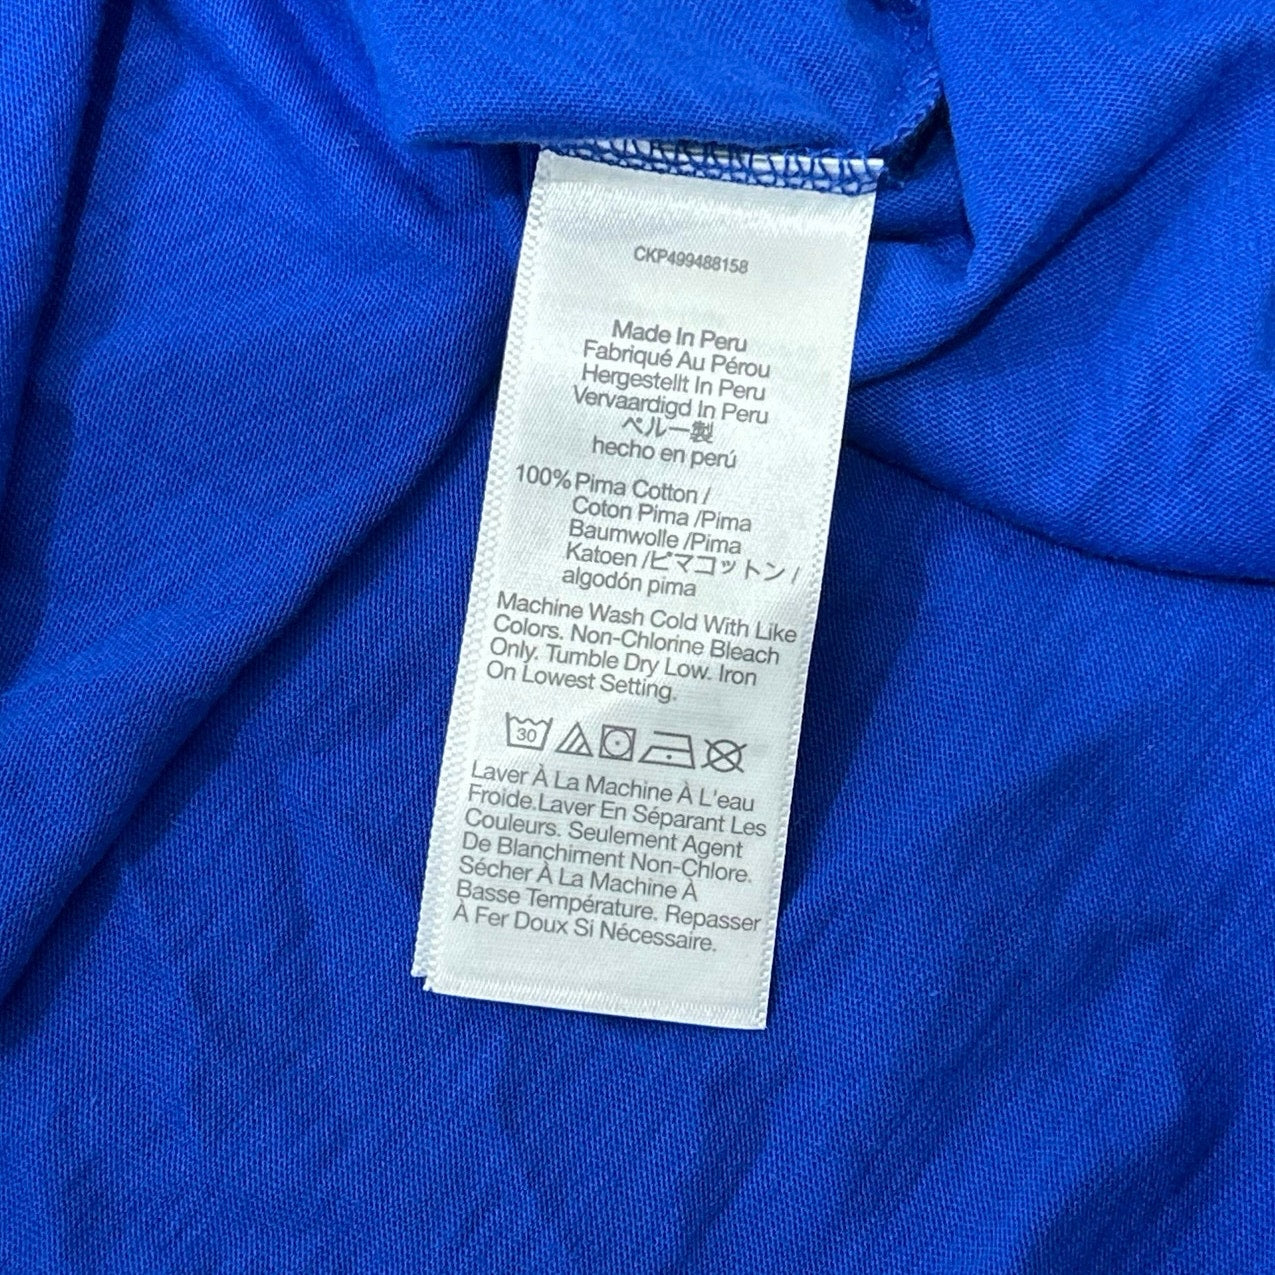 CKP499488158
Made In Peru
Fabriqué Au Pérou
Hergestellt In Peru
Vervaardigd In Peru
ペルー製
hecho en perú
100% Pima Cotton /
Coton Pima /Pima
Baumwolle /Pima
Katoen /ピマコットン /
algodón pima
Machine Wash Cold With Like
Colors. Non-Chlorine Bleach
Only. Tumble Dry Low. Iron
On Lowest Setting.
30
Laver À La Machine À L'eau
Froide.Laver En Séparant Les
Couleurs. Seulement Agent
De Blanchiment Non-Chlore.
Sécher À La Machine À
Basse Température. Repasser
À Fer Doux Si Nécessaire.